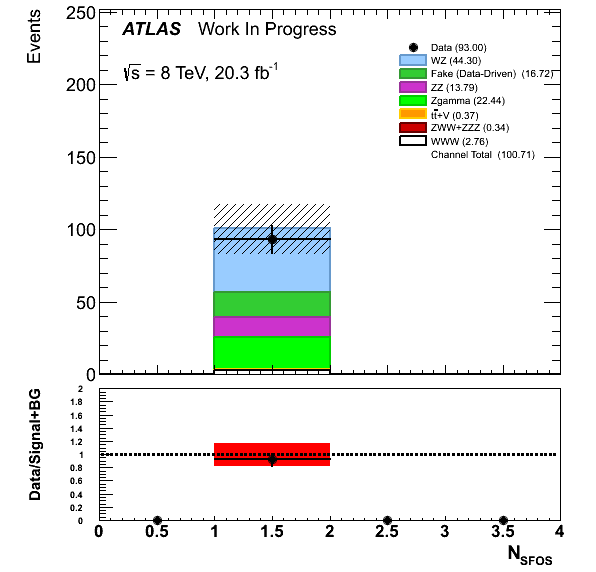 Events
250
200
150
100
50
0
ATLAS Work In Progress
√s = 8 TeV, 20.3 fb-1
Data (93.00)
WZ (44.30)
Fake (Data-Driven) (16.72)
ZZ (13.79)
Zgamma (22.44)
tt̄+V (0.37)
ZWW+ZZZ (0.34)
WWW (2.76)
Channel Total (100.71)
Data/Signal+BG
2
1.8
1.6
1.4
1.2
1
0.8
0.6
0.4
0.2
0
0 0.5 1 1.5 2 2.5 3 3.5 4
NSFOS